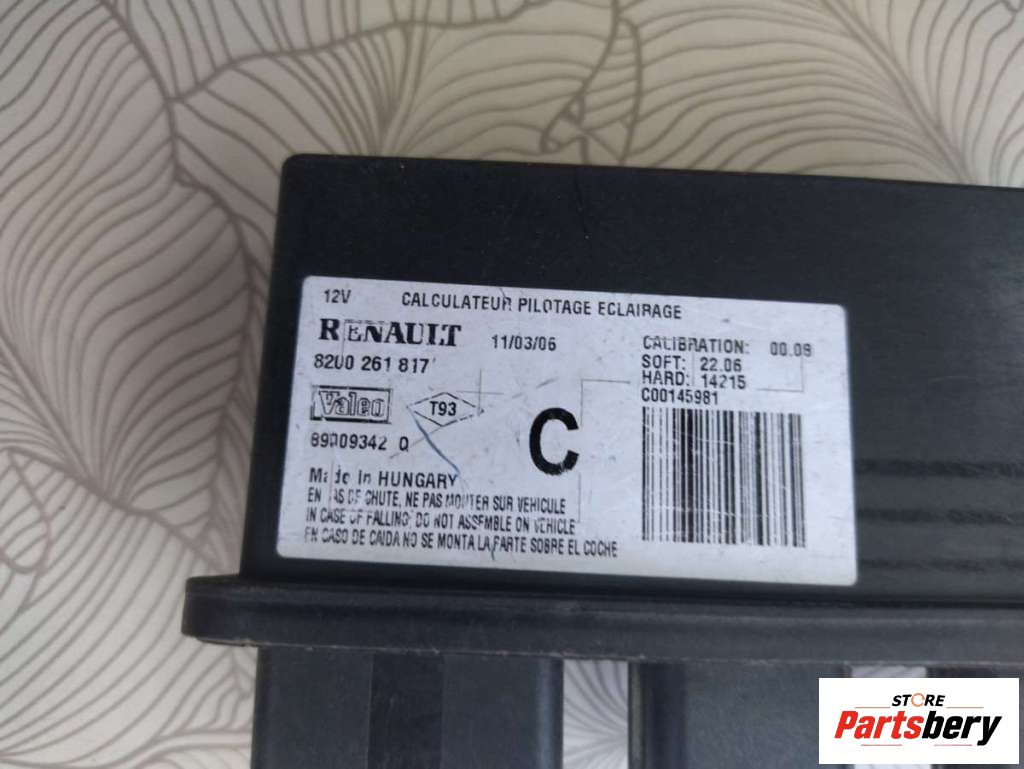 12V CALCULATEUR PILOTAGE ECLAIRAGE
RENAULT 11/03/06
8200 261 817
Valeo T93
89009342 Q
C
Made In HUNGARY
EN CAS DE CHUTE, NE PAS MONTER SUR VEHICULE
IN CASE OF FALLING DO NOT ASSEMBLE ON VEHICLE
EN CASO DE CAIDA NO SE MONTA LA PARTE SOBRE EL COCHE
CALIBRATION: 00.09
SOFT: 22.06
HARD: 14215
C00145981
STORE
Partsbery